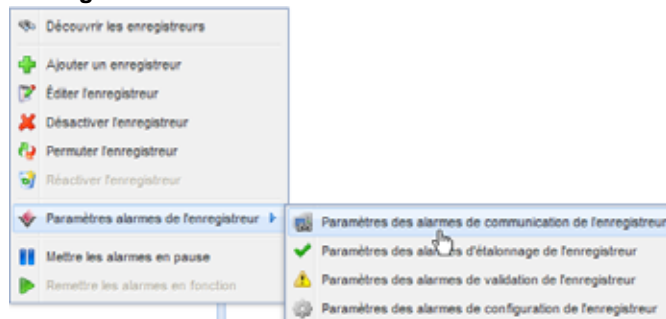 Découvrir les enregistreurs
Ajouter un enregistreur
Éditer l'enregistreur
Désactiver l'enregistreur
Permuter l'enregistreur
Réactiver l'enregistreur
Paramètres alarmes de l'enregistreur
Mettre les alarmes en pause
Remettre les alarmes en fonction
Paramètres des alarmes de communication de l'enregistreur
Paramètres des alarmes d'étalonnage de l'enregistreur
Paramètres des alarmes de validation de l'enregistreur
Paramètres des alarmes de configuration de l'enregistreur